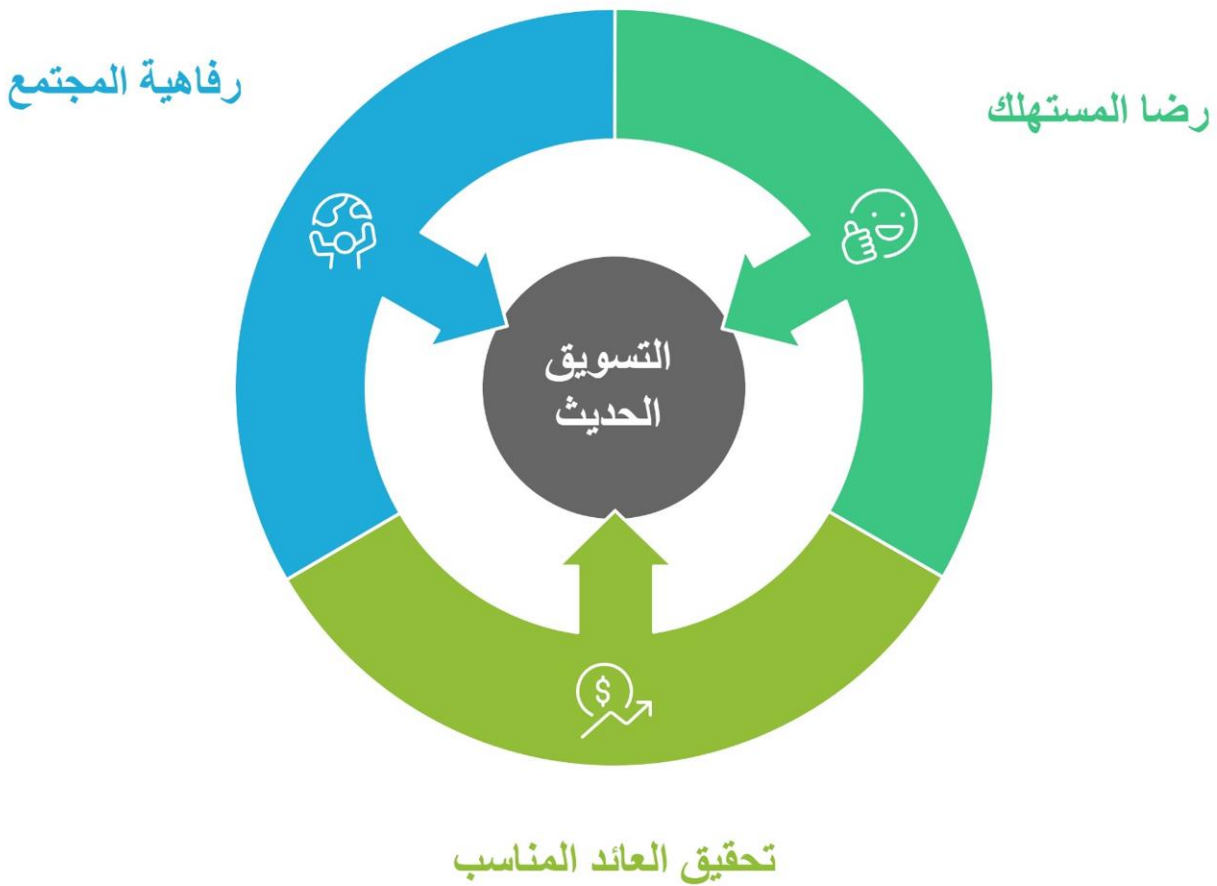 رفاهية المجتمع
رضا المستهلك
التسويق
الحديث
$
تحقيق العائد المناسب